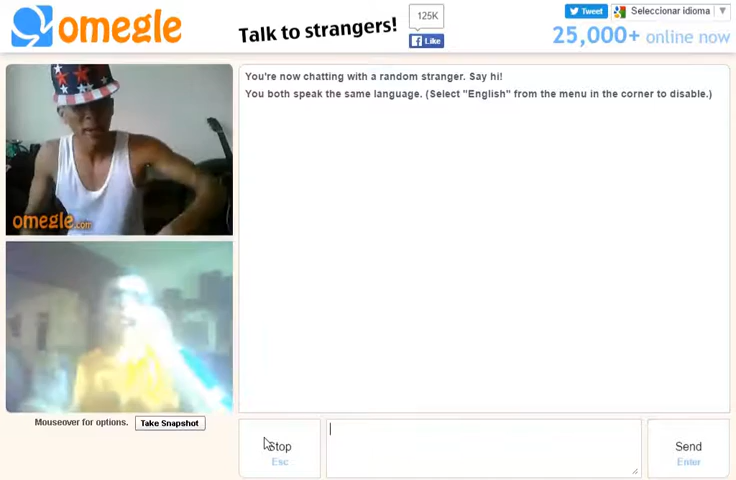 omegle
Talk to strangers!
125K
Like
Tweet
Seleccionar idioma
25,000+ online now
You're now chatting with a random stranger. Say hi!
You both speak the same language. (Select "English" from the menu in the corner to disable.)
omegle.com
Mouseover for options.
Take Snapshot
Stop
Esc
Send
Enter